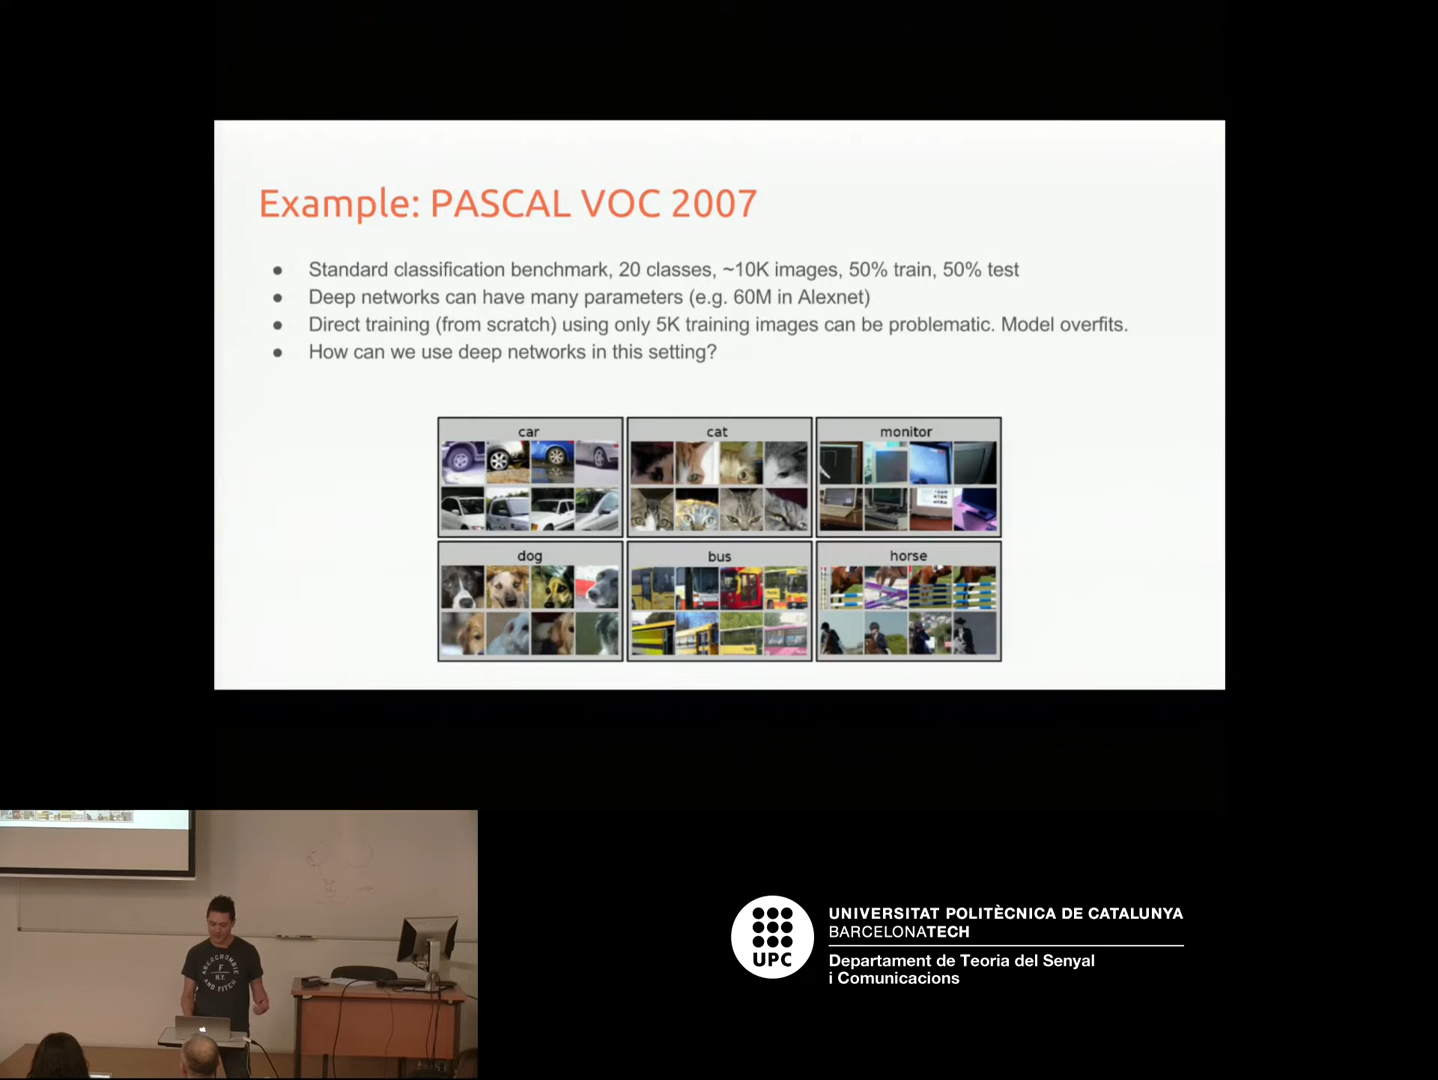 Example: PASCAL VOC 2007
● Standard classification benchmark, 20 classes, ~10K images, 50% train, 50% test
● Deep networks can have many parameters (e.g. 60M in Alexnet)
● Direct training (from scratch) using only 5K training images can be problematic. Model overfits.
● How can we use deep networks in this setting?
car
cat
monitor
dog
bus
horse
ABERCROMBIE
F
N.Y.
AND FITCH
UPC
UNIVERSITAT POLITÈCNICA DE CATALUNYA
BARCELONATECH
Departament de Teoria del Senyal
i Comunicacions